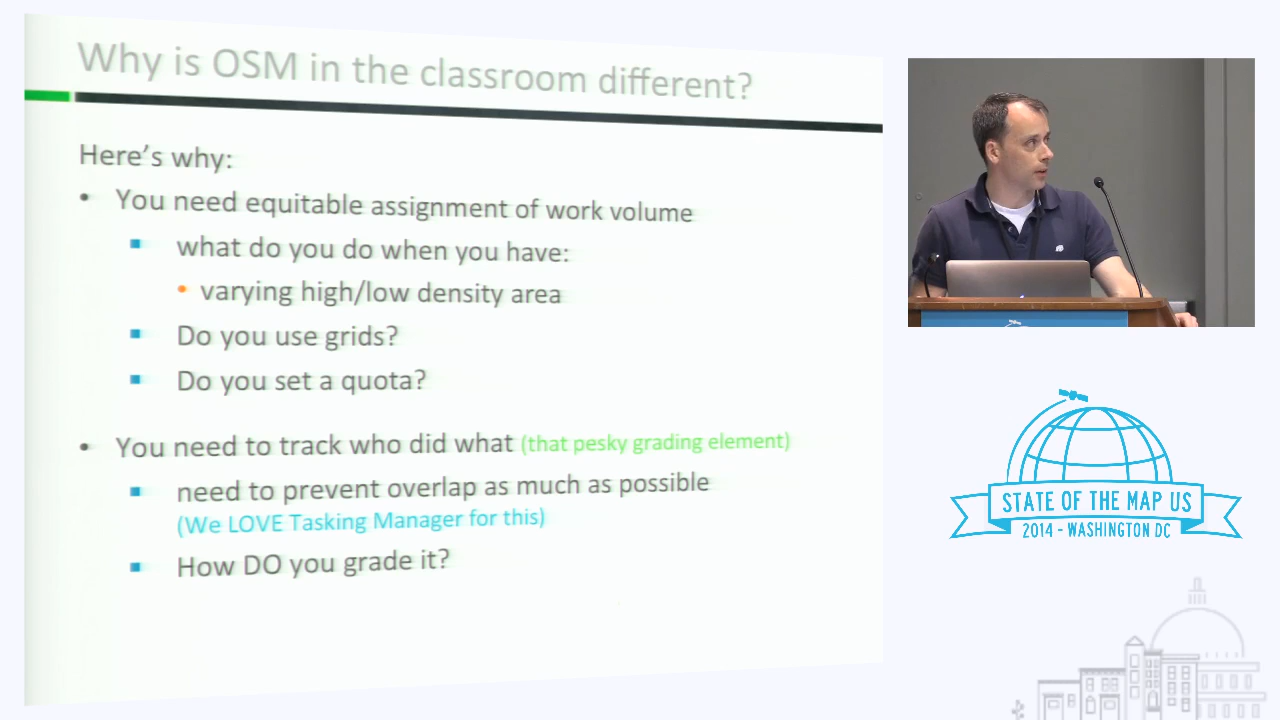 Why is OSM in the classroom different?
Here's why:
• You need equitable assignment of work volume
what do you do when you have:
• varying high/low density area
Do you use grids?
Do you set a quota?
• You need to track who did what (that pesky grading element)
need to prevent overlap as much as possible
(We LOVE Tasking Manager for this)
How DO you grade it?
STATE OF THE MAP US
2014 - WASHINGTON DC